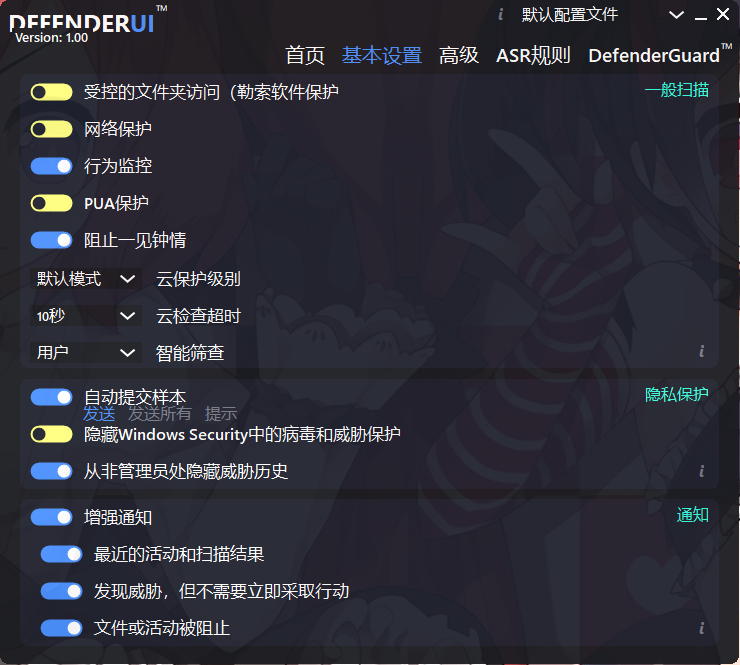 DEFENDERUI™
Version: 1.00
i 默认配置文件
首页 基本设置 高级 ASR规则 DefenderGuard™
受控的文件夹访问（勒索软件保护
一般扫描
网络保护
行为监控
PUA保护
阻止一见钟情
默认模式 云保护级别
10秒 云检查超时
用户 智能筛查
i
自动提交样本
隐私保护
发送 发送所有 提示
隐藏Windows Security中的病毒和威胁保护
从非管理员处隐藏威胁历史
i
增强通知
通知
最近的活动和扫描结果
发现威胁，但不需要立即采取行动
文件或活动被阻止
i